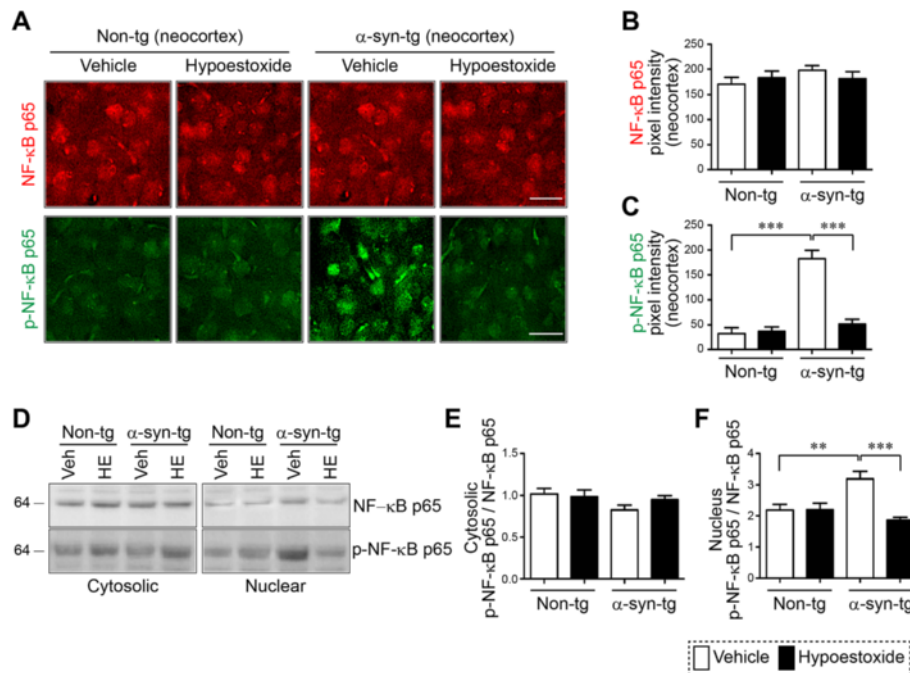 A
Non-tg (neocortex) α-syn-tg (neocortex)
Vehicle Hypoestoxide Vehicle Hypoestoxide
NF-κB p65
p-NF-κB p65
B
NF-κB p65
pixel intensity
(neocortex)
250
200
150
100
50
0
Non-tg α-syn-tg
C
p-NF-κB p65
pixel intensity
(neocortex)
250
200
150
100
50
0
*** ***
Non-tg α-syn-tg
D
Non-tg α-syn-tg Non-tg α-syn-tg
Veh HE Veh HE Veh HE Veh HE
64 NF-κB p65
64 p-NF-κB p65
Cytosolic Nuclear
E
Cytosolic
p-NF-κB p65 / NF-κB p65
1.5
1.0
0.5
0.0
Non-tg α-syn-tg
F
Nucleus
p-NF-κB p65 / NF-κB p65
4
3
2
1
0
** ***
Non-tg α-syn-tg
Vehicle Hypoestoxide